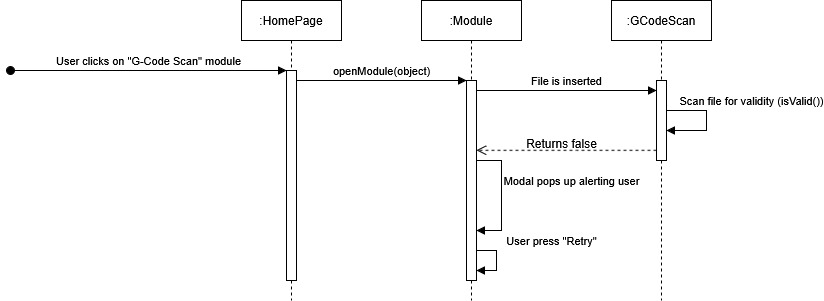 :HomePage
:Module
:GCodeScan
User clicks on "G-Code Scan" module
openModule(object)
File is inserted
Scan file for validity (isValid())
Returns false
Modal pops up alerting user
User press "Retry"